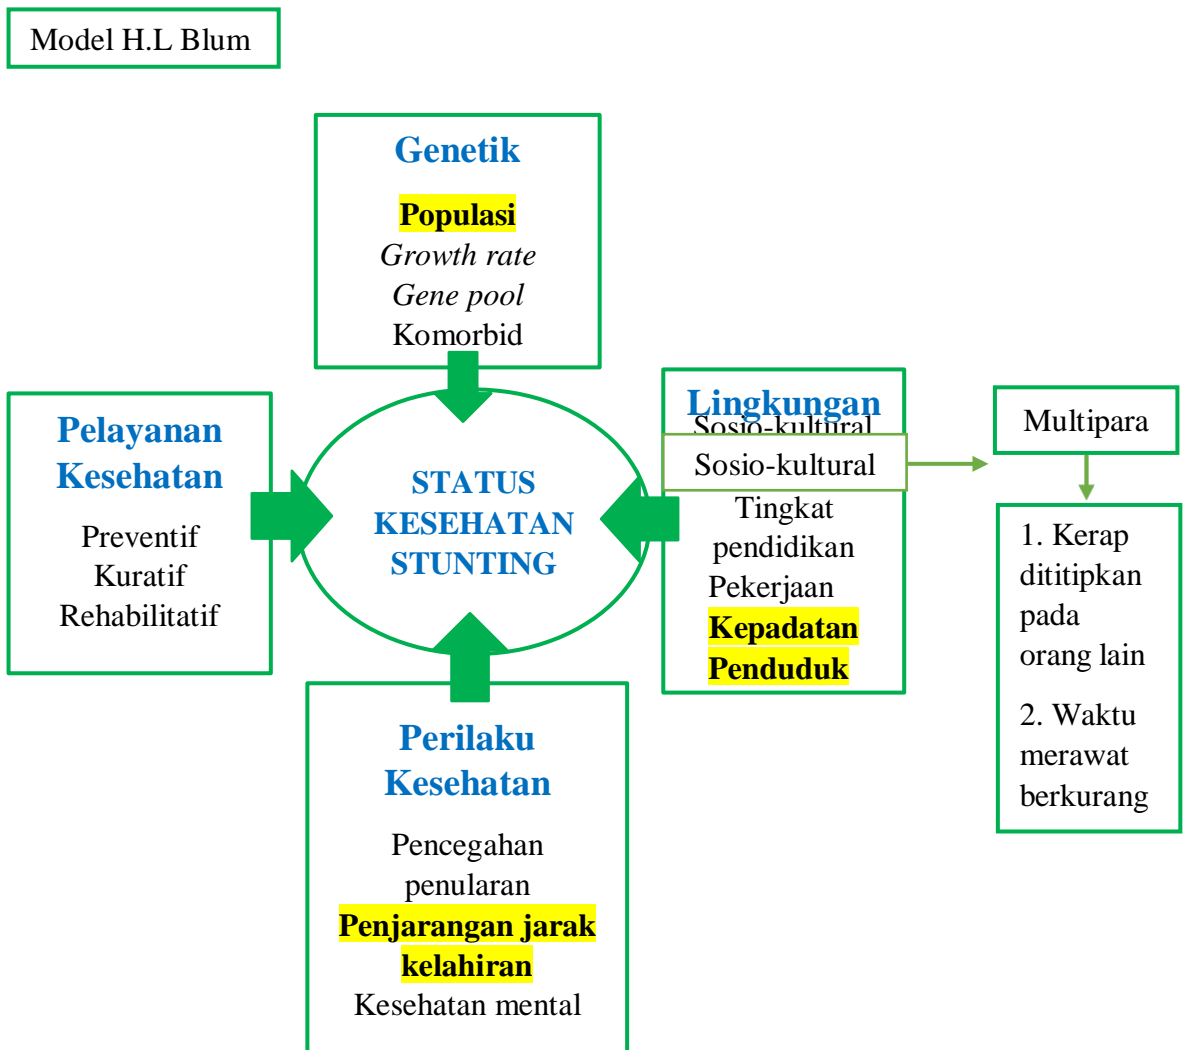 Model H.L Blum
Genetik
Populasi
Growth rate
Gene pool
Komorbid
Pelayanan
Kesehatan
Preventif
Kuratif
Rehabilitatif
STATUS
KESEHATAN
STUNTING
Lingkungan
Sosio-kultural
Sosio-kultural
Tingkat
pendidikan
Pekerjaan
Kepadatan
Penduduk
Multipara
1. Kerap
dititipkan
pada
orang lain
2. Waktu
merawat
berkurang
Perilaku
Kesehatan
Pencegahan
penularan
Penjarangan jarak
kelahiran
Kesehatan mental